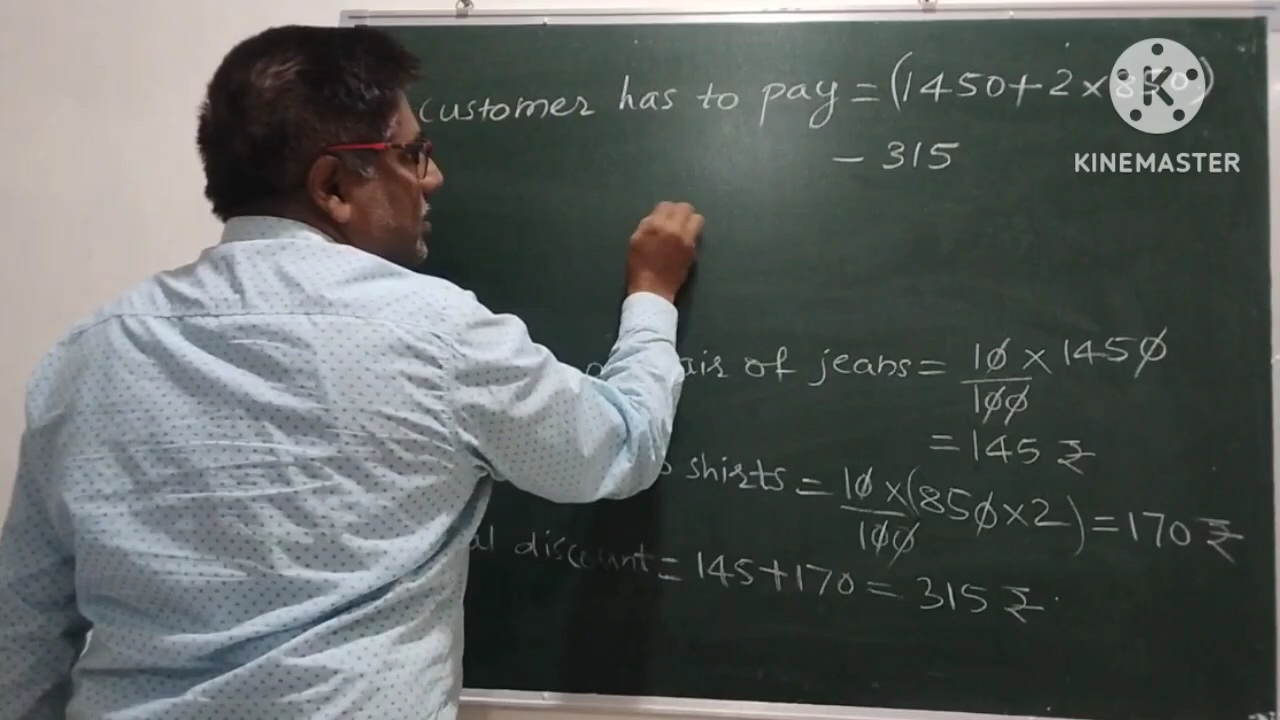 customer has to pay = (1450 + 2 × 850)
K
KINEMASTER
- 315
of jeans = 10 × 1450
100
= 145 ₹
shirts = 10 × (850 × 2) = 170 ₹
100
discount = 145 + 170 = 315 ₹